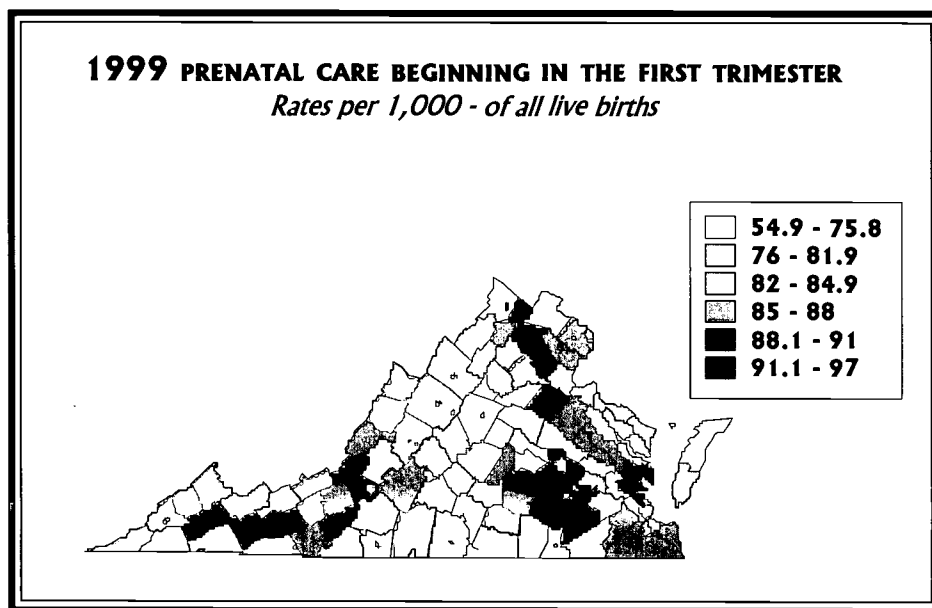 1999 PRENATAL CARE BEGINNING IN THE FIRST TRIMESTER
Rates per 1,000 - of all live births
54.9 - 75.8
76 - 81.9
82 - 84.9
85 - 88
88.1 - 91
91.1 - 97